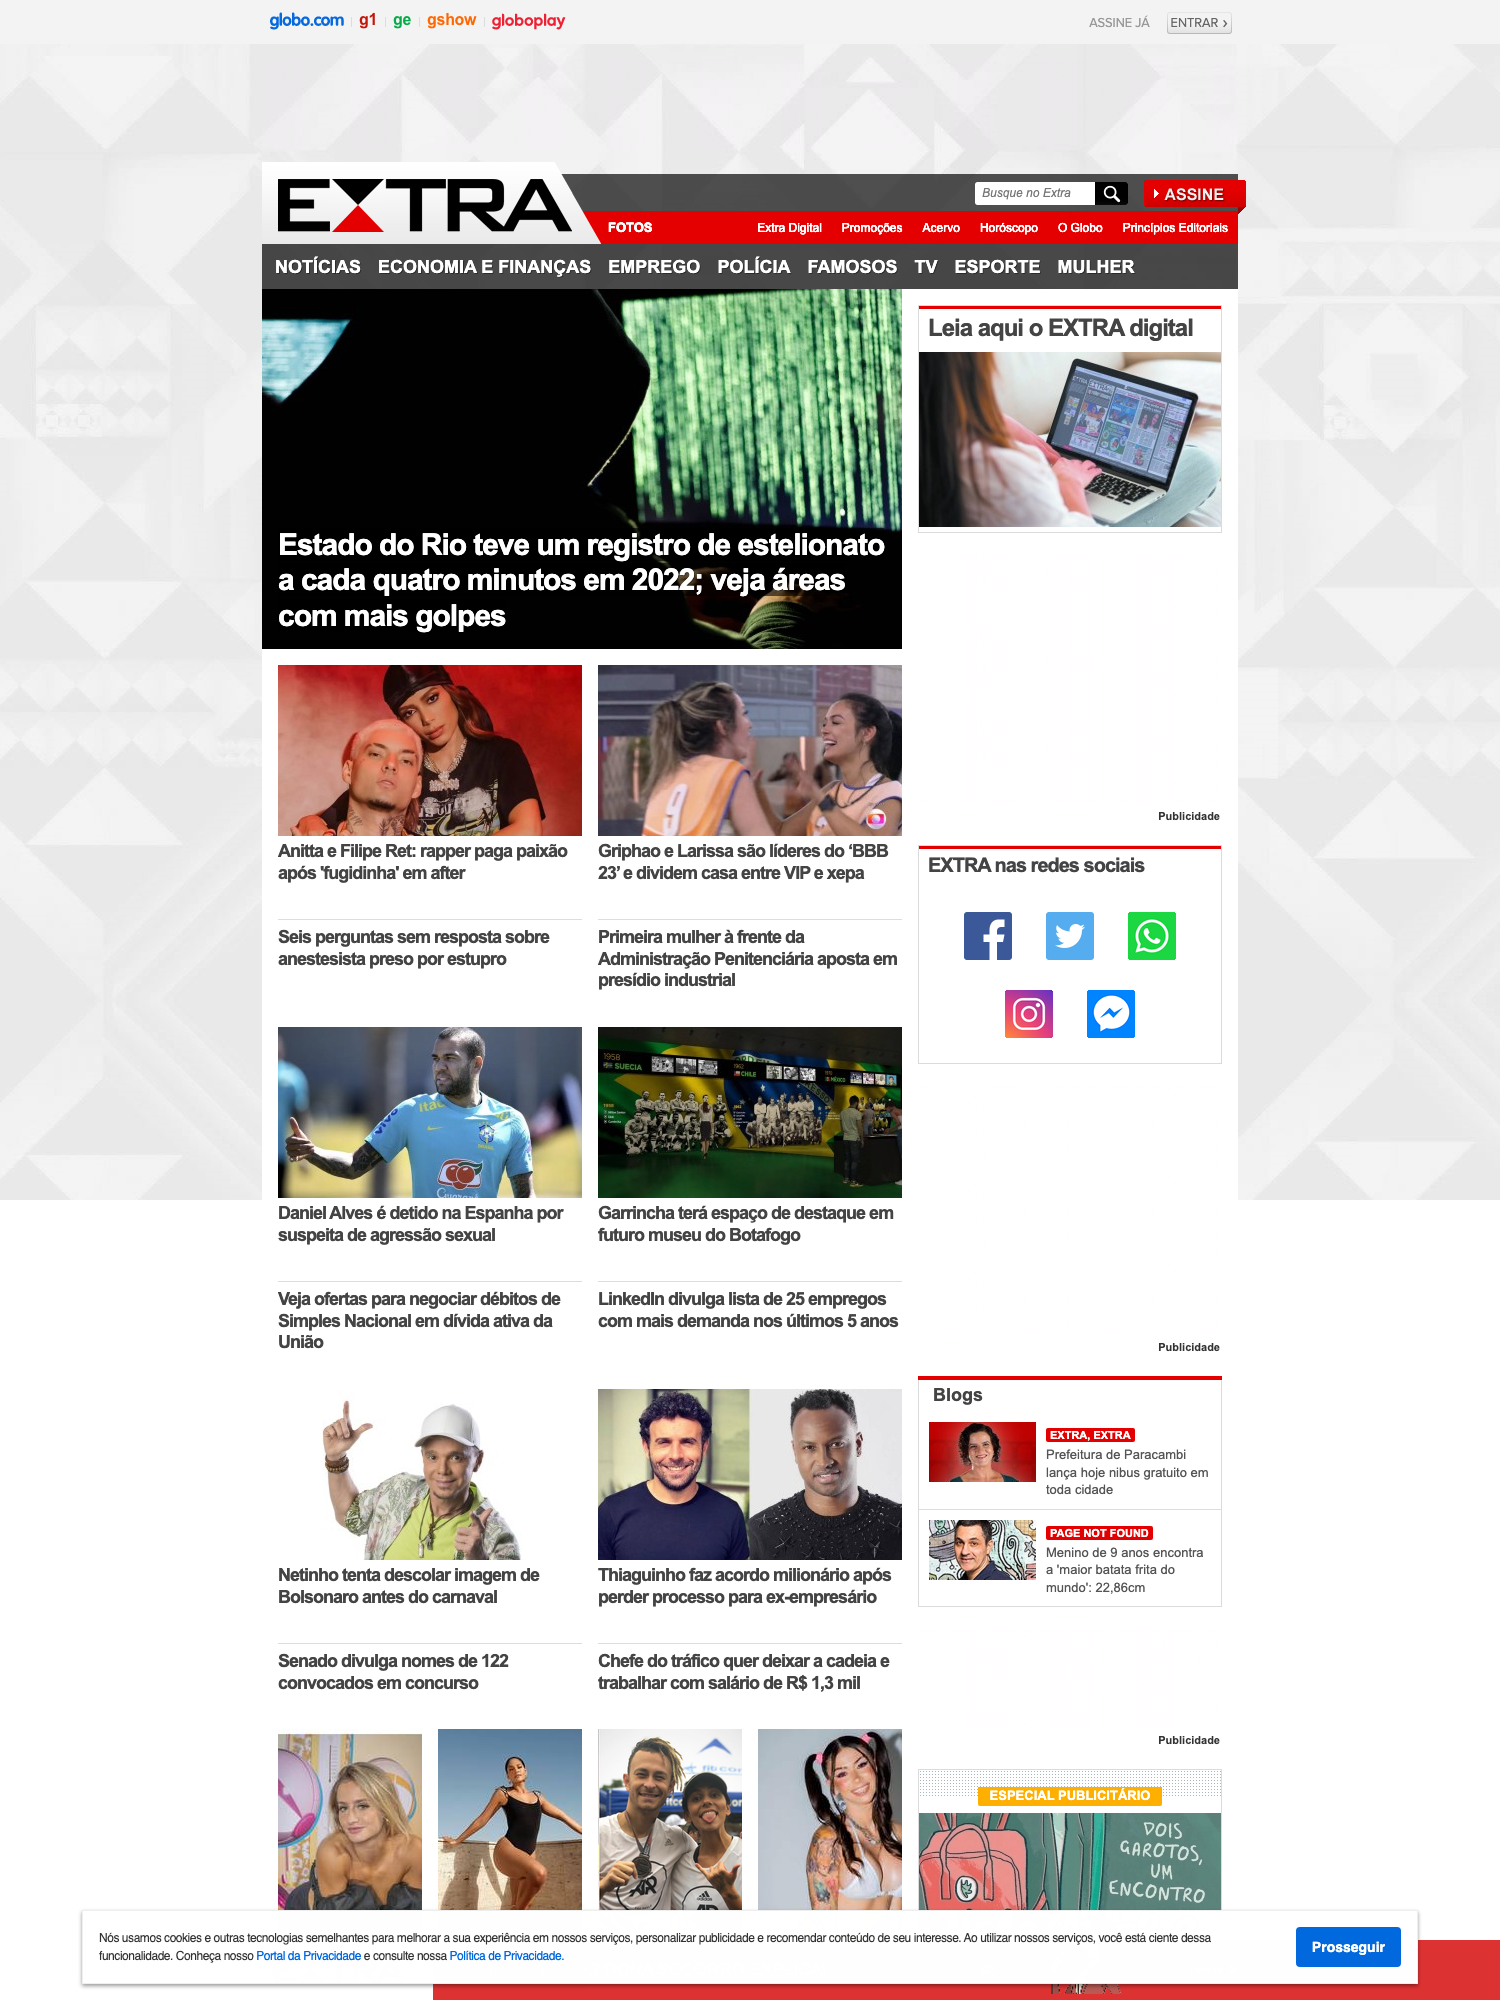 globo.com g1 ge gshow globoplay
ASSINE JÁ ENTRAR ›
EXTRA
Busque no Extra
ASSINE
FOTOS
Extra Digital Promoções Acervo Horóscopo O Globo Princípios Editoriais
NOTÍCIAS ECONOMIA E FINANÇAS EMPREGO POLÍCIA FAMOSOS TV ESPORTE MULHER
Estado do Rio teve um registro de estelionato
a cada quatro minutos em 2022; veja áreas
com mais golpes
Leia aqui o EXTRA digital
Publicidade
Anitta e Filipe Ret: rapper paga paixão
após 'fugidinha' em after
9
Griphao e Larissa são líderes do ‘BBB
23’ e dividem casa entre VIP e xepa
Seis perguntas sem resposta sobre
anestesista preso por estupro
Primeira mulher à frente da
Administração Penitenciária aposta em
presídio industrial
EXTRA nas redes sociais
Daniel Alves é detido na Espanha por
suspeita de agressão sexual
1958
SUECIA
1962
CHILE
MÉXICO
Garrincha terá espaço de destaque em
futuro museu do Botafogo
Veja ofertas para negociar débitos de
Simples Nacional em dívida ativa da
União
LinkedIn divulga lista de 25 empregos
com mais demanda nos últimos 5 anos
Publicidade
Blogs
EXTRA, EXTRA
Prefeitura de Paracambi
lança hoje nibus gratuito em
toda cidade
PAGE NOT FOUND
Menino de 9 anos encontra
a 'maior batata frita do
mundo': 22,86cm
Netinho tenta descolar imagem de
Bolsonaro antes do carnaval
Thiaguinho faz acordo milionário após
perder processo para ex-empresário
Senado divulga nomes de 122
convocados em concurso
Chefe do tráfico quer deixar a cadeia e
trabalhar com salário de R$ 1,3 mil
Publicidade
ESPECIAL PUBLICITÁRIO
DOIS
GAROTOS,
UM
ENCONTRO
Nós usamos cookies e outras tecnologias semelhantes para melhorar a sua experiência em nossos serviços, personalizar publicidade e recomendar conteúdo de seu interesse. Ao utilizar nossos serviços, você está ciente dessa
funcionalidade. Conheça nosso Portal da Privacidade e consulte nossa Política de Privacidade.
Prosseguir